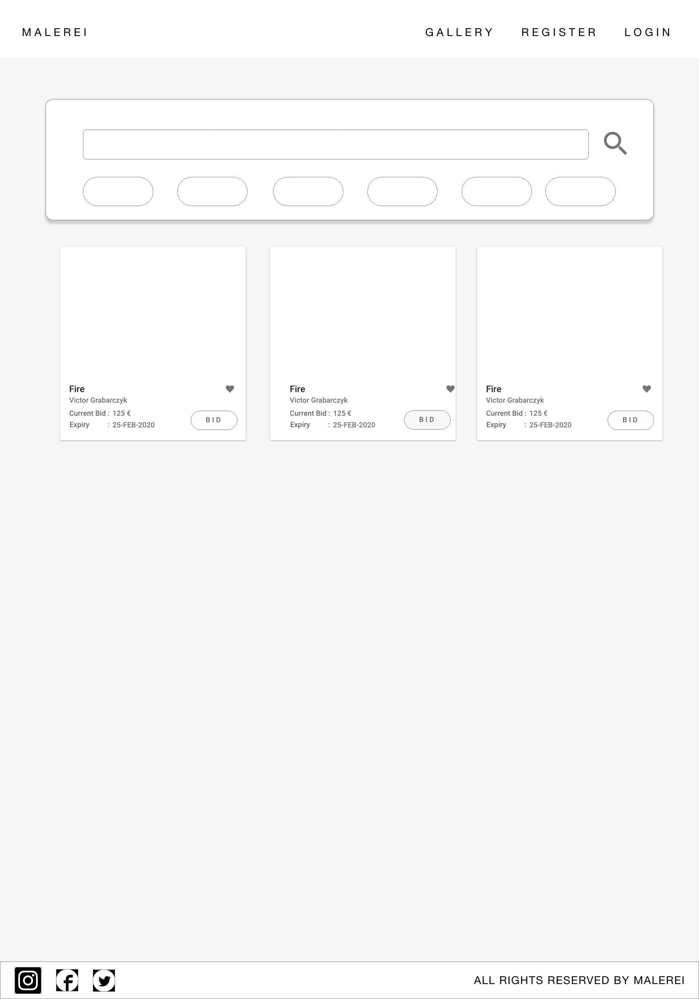 MALEREI GALLERY REGISTER LOGIN
Fire
Victor Grabarczyk
Current Bid : 125 €
Expiry : 25-FEB-2020
BID
Fire
Victor Grabarczyk
Current Bid : 125 €
Expiry : 25-FEB-2020
BID
Fire
Victor Grabarczyk
Current Bid : 125 €
Expiry : 25-FEB-2020
BID
ALL RIGHTS RESERVED BY MALEREI